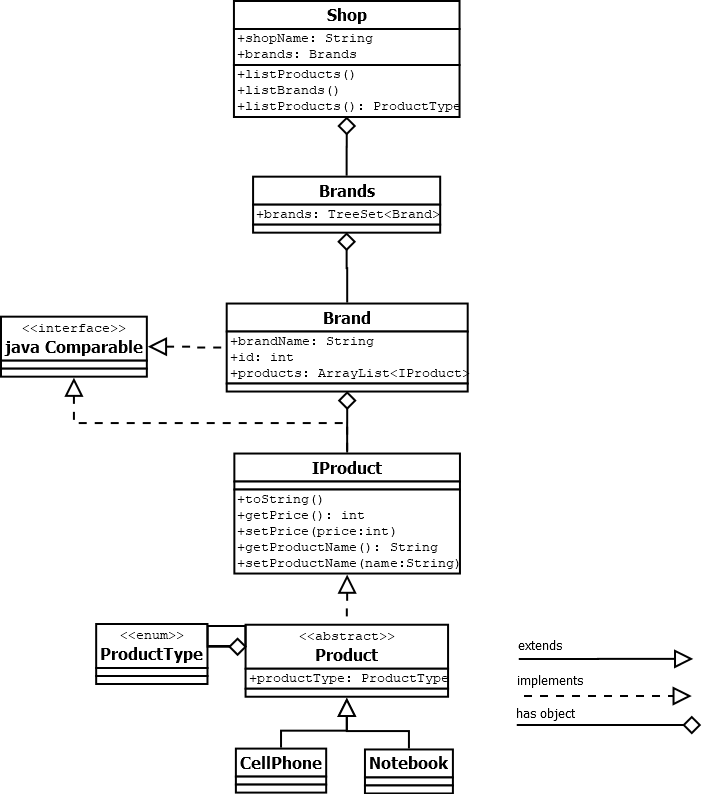 Shop
+shopName: String
+brands: Brands
+listProducts()
+listBrands()
+listProducts(): ProductType
Brands
+brands: TreeSet<Brand>
Brand
+brandName: String
+id: int
+products: ArrayList<IProduct>
<<interface>>
java Comparable
IProduct
+toString()
+getPrice(): int
+setPrice(price:int)
+getProductName(): String
+setProductName(name:String)
<<enum>>
ProductType
<<abstract>>
Product
+productType: ProductType
CellPhone
Notebook
extends
implements
has object